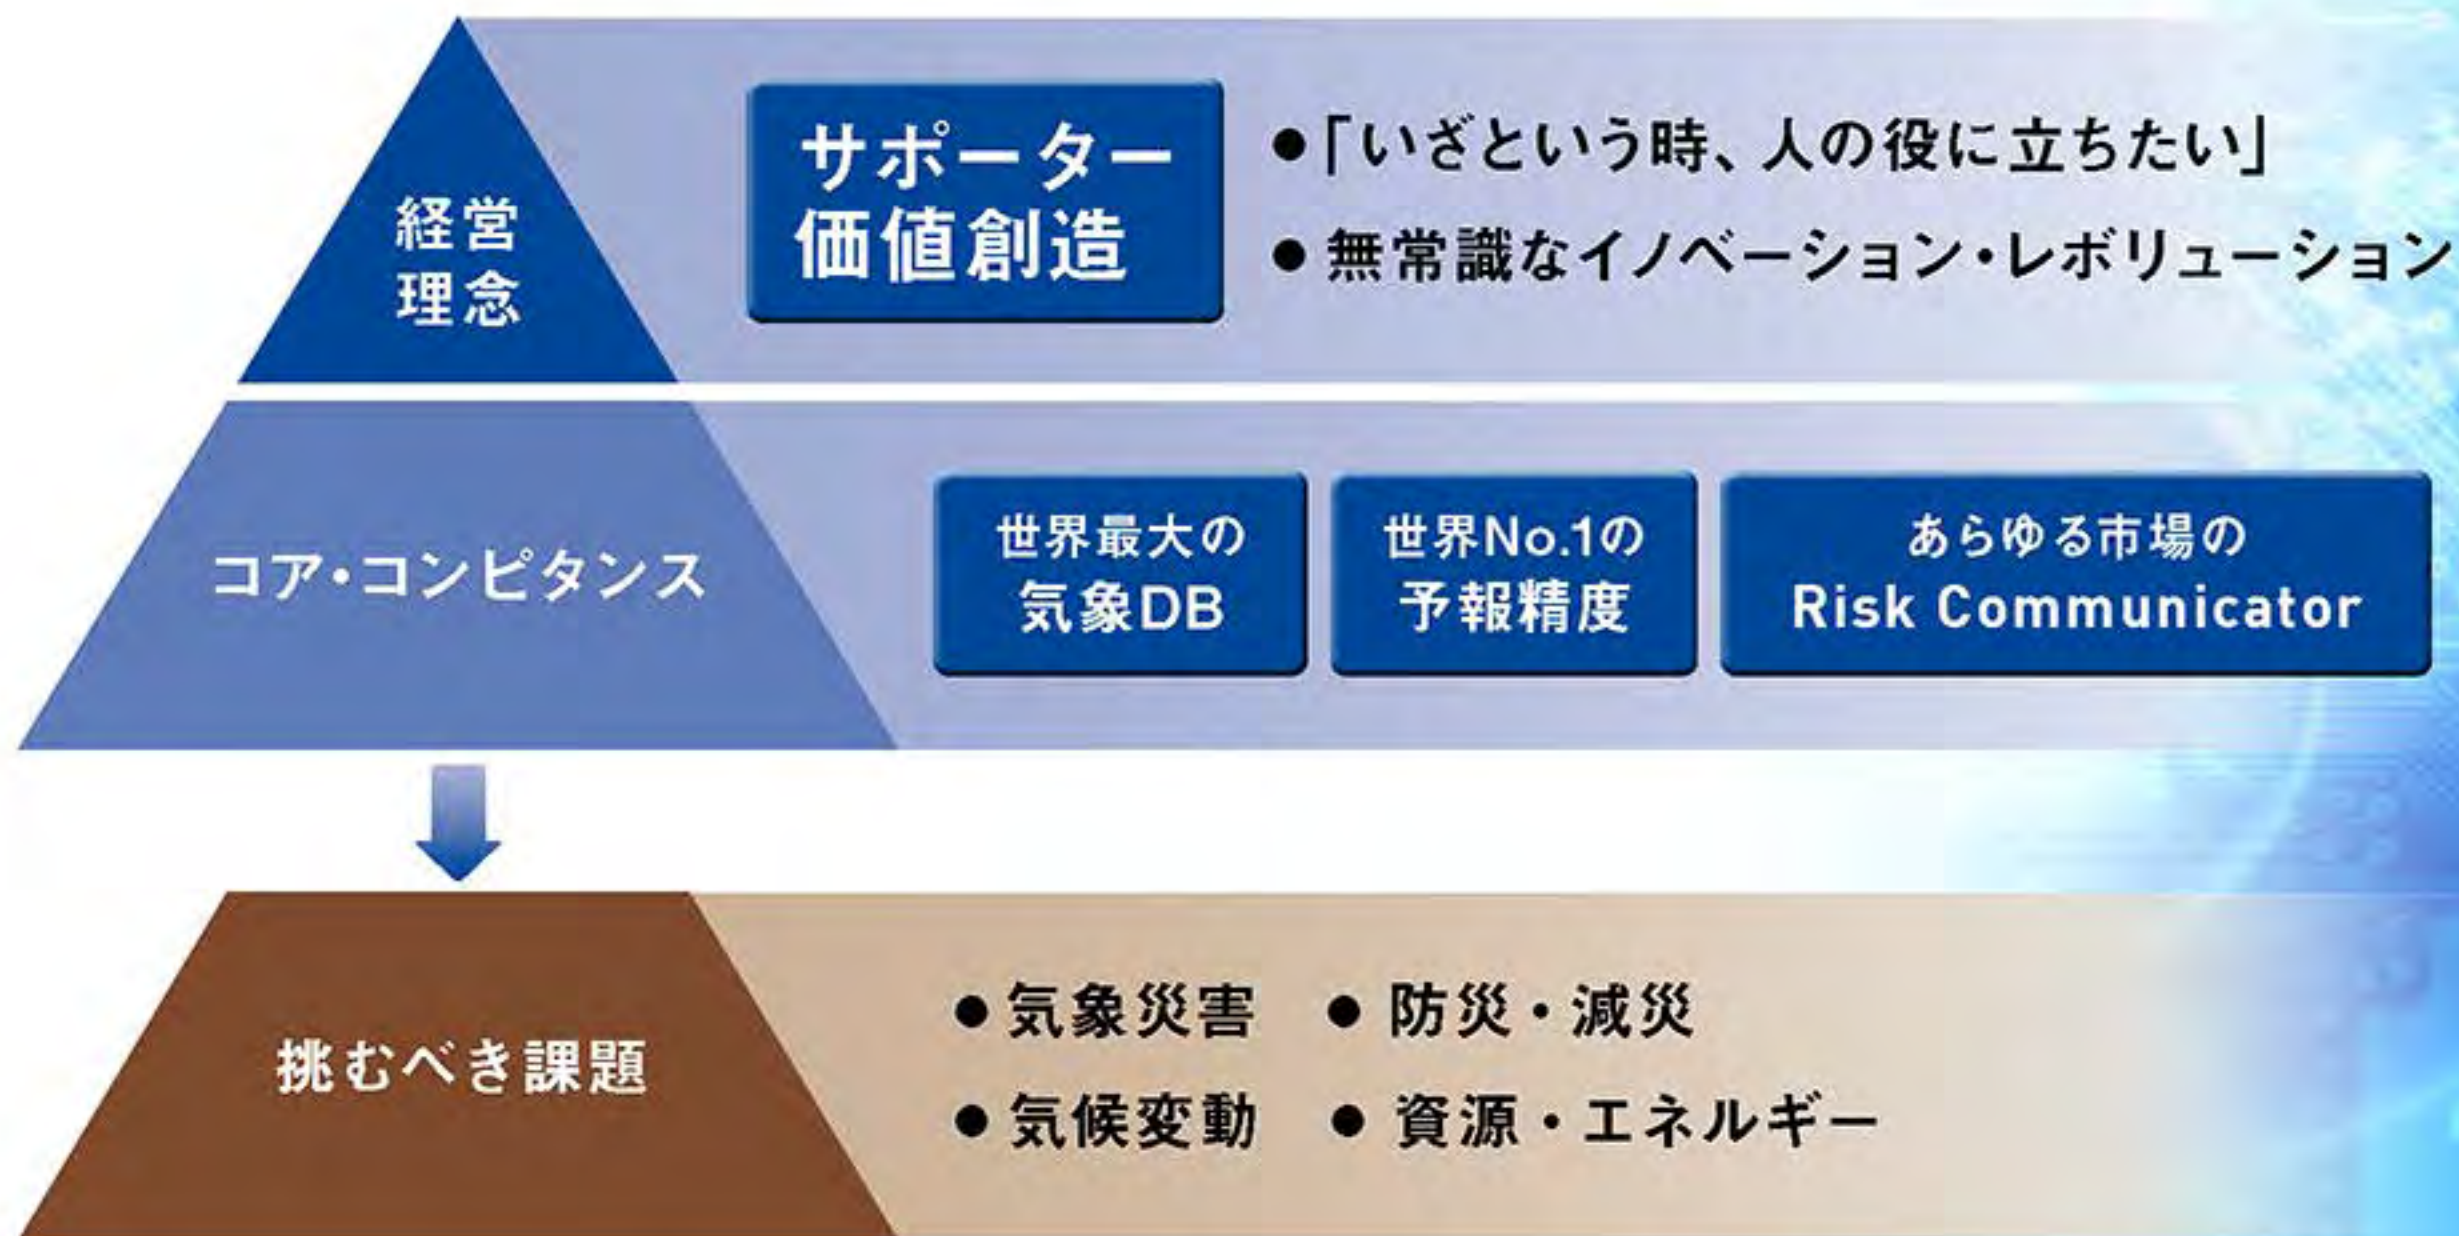 経営
理念
サポーター
価値創造
●「いざという時、人の役に立ちたい」
●無常識なイノベーション・レボリューション
コア・コンピタンス
世界最大の
気象DB
世界No.1の
予報精度
あらゆる市場の
Risk Communicator
挑むべき課題
●気象災害 ●防災・減災
●気候変動 ●資源・エネルギー